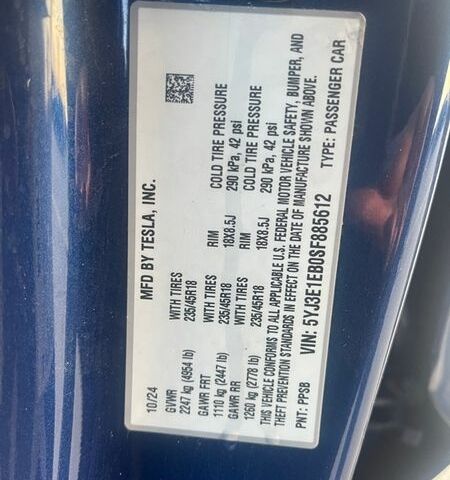 MFD BY TESLA, INC.
10/24
GVWR
2247 kg (4954 lb)
GAWR FRT WITH TIRES RIM COLD TIRE PRESSURE
1110 kg (2447 lb) 235/45R18 18X8.5J 290 kPa, 42 psi
GAWR RR WITH TIRES RIM COLD TIRE PRESSURE
1260 kg (2778 lb) 235/45R18 18X8.5J 290 kPa, 42 psi
THIS VEHICLE CONFORMS TO ALL APPLICABLE U.S. FEDERAL MOTOR VEHICLE SAFETY, BUMPER, AND
THEFT PREVENTION STANDARDS IN EFFECT ON THE DATE OF MANUFACTURE SHOWN ABOVE.
VIN: 5YJ3E1EB0SF885612
PNT: PPSB TYPE: PASSENGER CAR